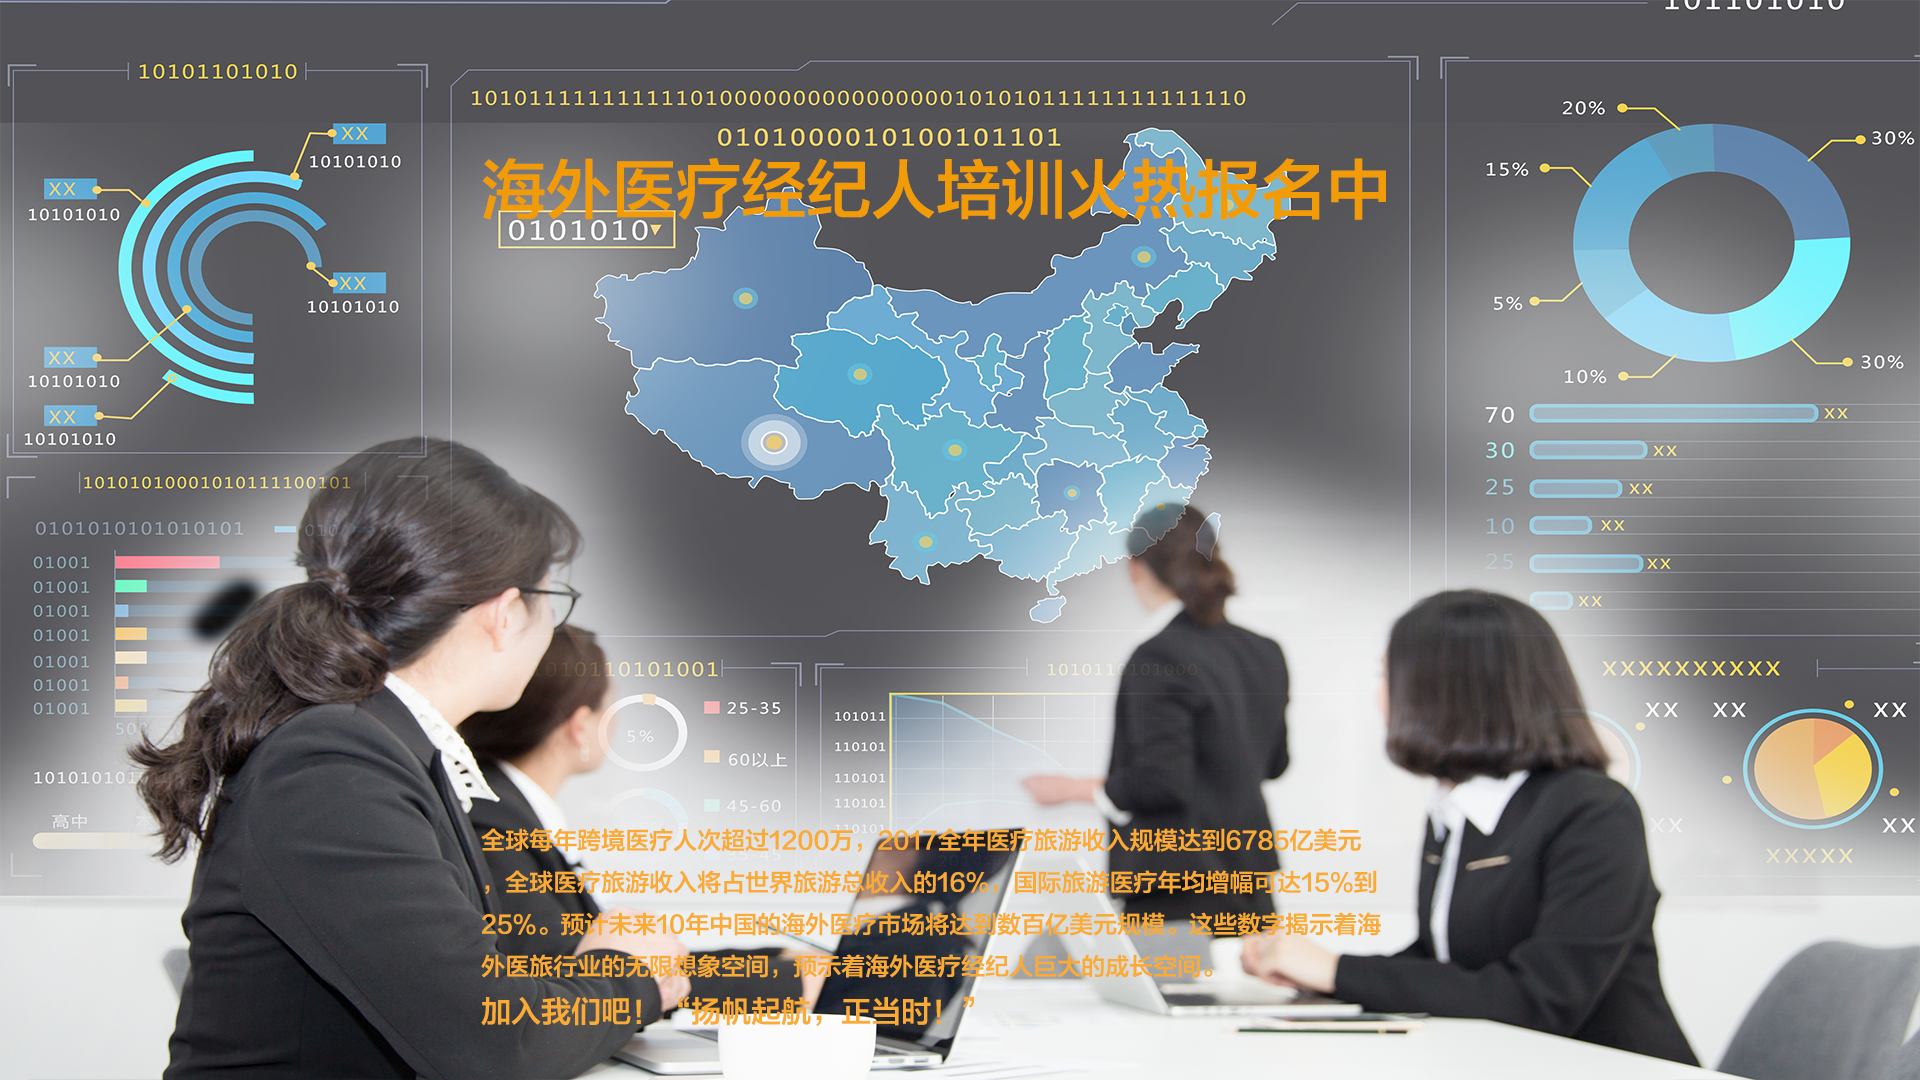 101101010
10101101010
1010111111111110100000000000000001010101111111111110
0101000010100101101
海外医疗经纪人培训火热报名中
0101010
XX
10101010
XX
10101010
XX
10101010
XX
10101010
XX
10101010
20%
30%
15%
5%
10%
30%
70 XX
30 XX
25 XX
10 XX
25 XX
XX
10101010001010111100101
0101010101010101
01001
01001
01001
01001
01001
01001
01001
500
高中
010110101001
5%
25-35
60以上
45-60
35-45
1010110101000
101011
110101
110101
110101
110101
XXXXXXXXXX
XX
XX
XX
XX
XX
XXXXX
全球每年跨境医疗人次超过1200万，2017全年医疗旅游收入规模达到6785亿美元
，全球医疗旅游收入将占世界旅游总收入的16%，国际旅游医疗年均增幅可达15%到
25%。预计未来10年中国的海外医疗市场将达到数百亿美元规模。这些数字揭示着海
外医旅行业的无限想象空间，预示着海外医疗经纪人巨大的成长空间。
加入我们吧！“扬帆起航，正当时！”